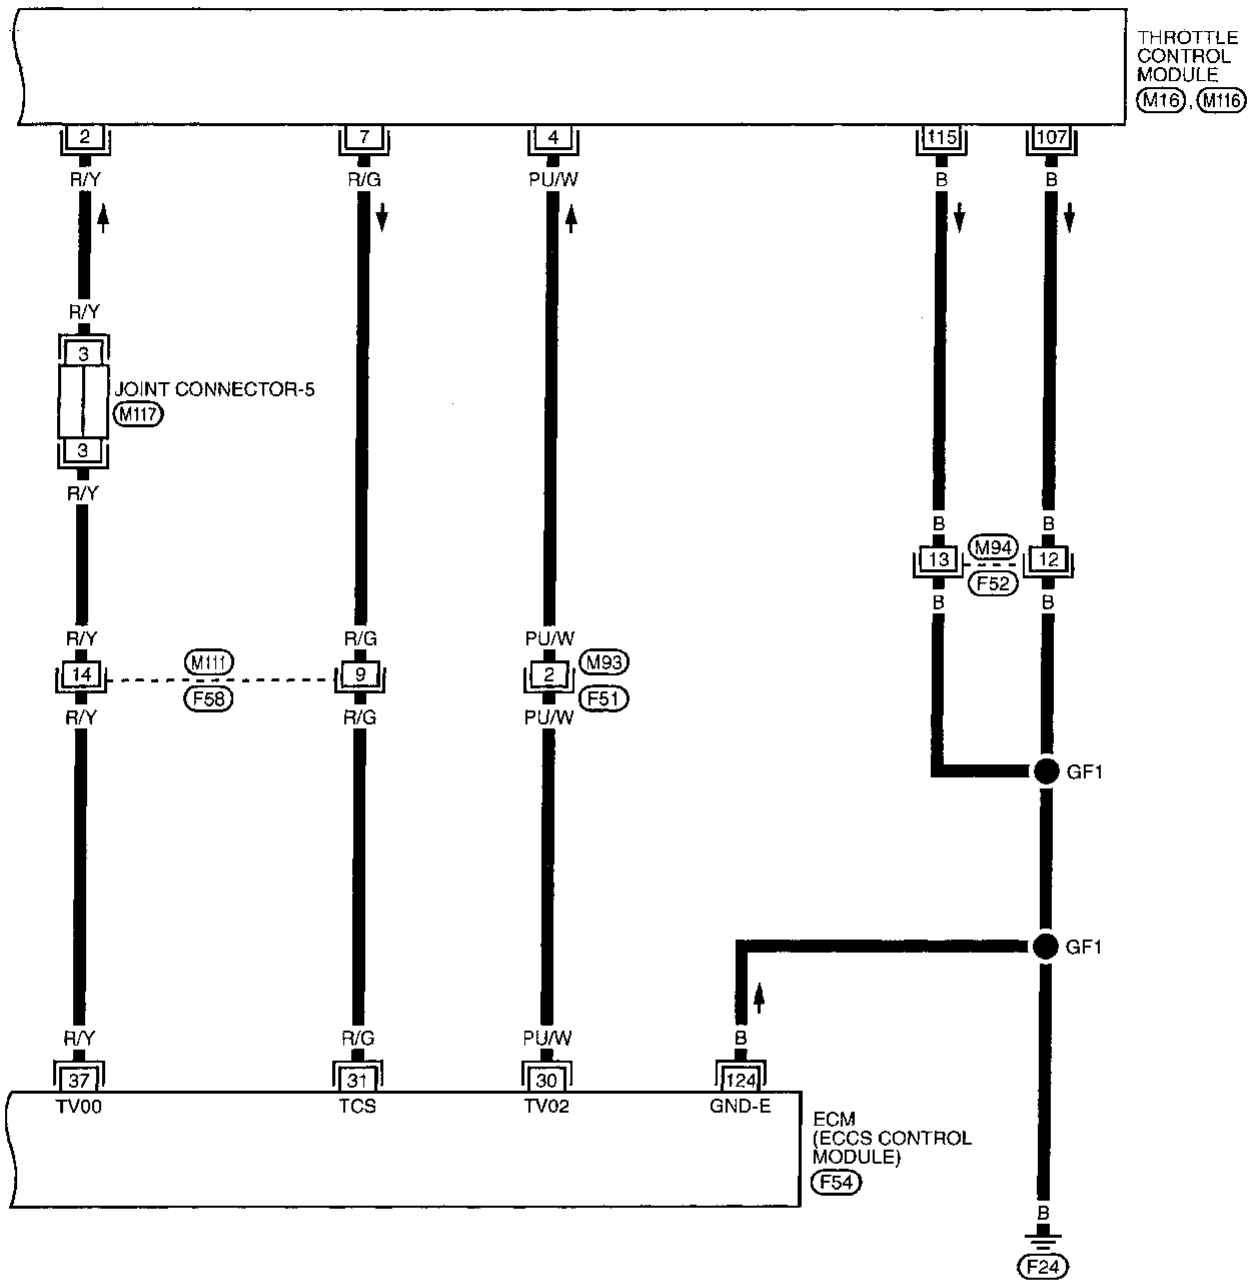 THROTTLE
CONTROL
MODULE
M16, M116
2 7 4 115 107
R/Y R/G PU/W B B
R/Y
3
JOINT CONNECTOR-5
M117
3
R/Y
B B
13 M94 12
F52
B B
R/Y R/G PU/W
14 M111 9 2 M93
F58 F51
R/Y R/G PU/W
GF1
GF1
R/Y R/G PU/W B
37 31 30 124
TV00 TCS TV02 GND-E
ECM
(ECCS CONTROL
MODULE)
F54
B
F24